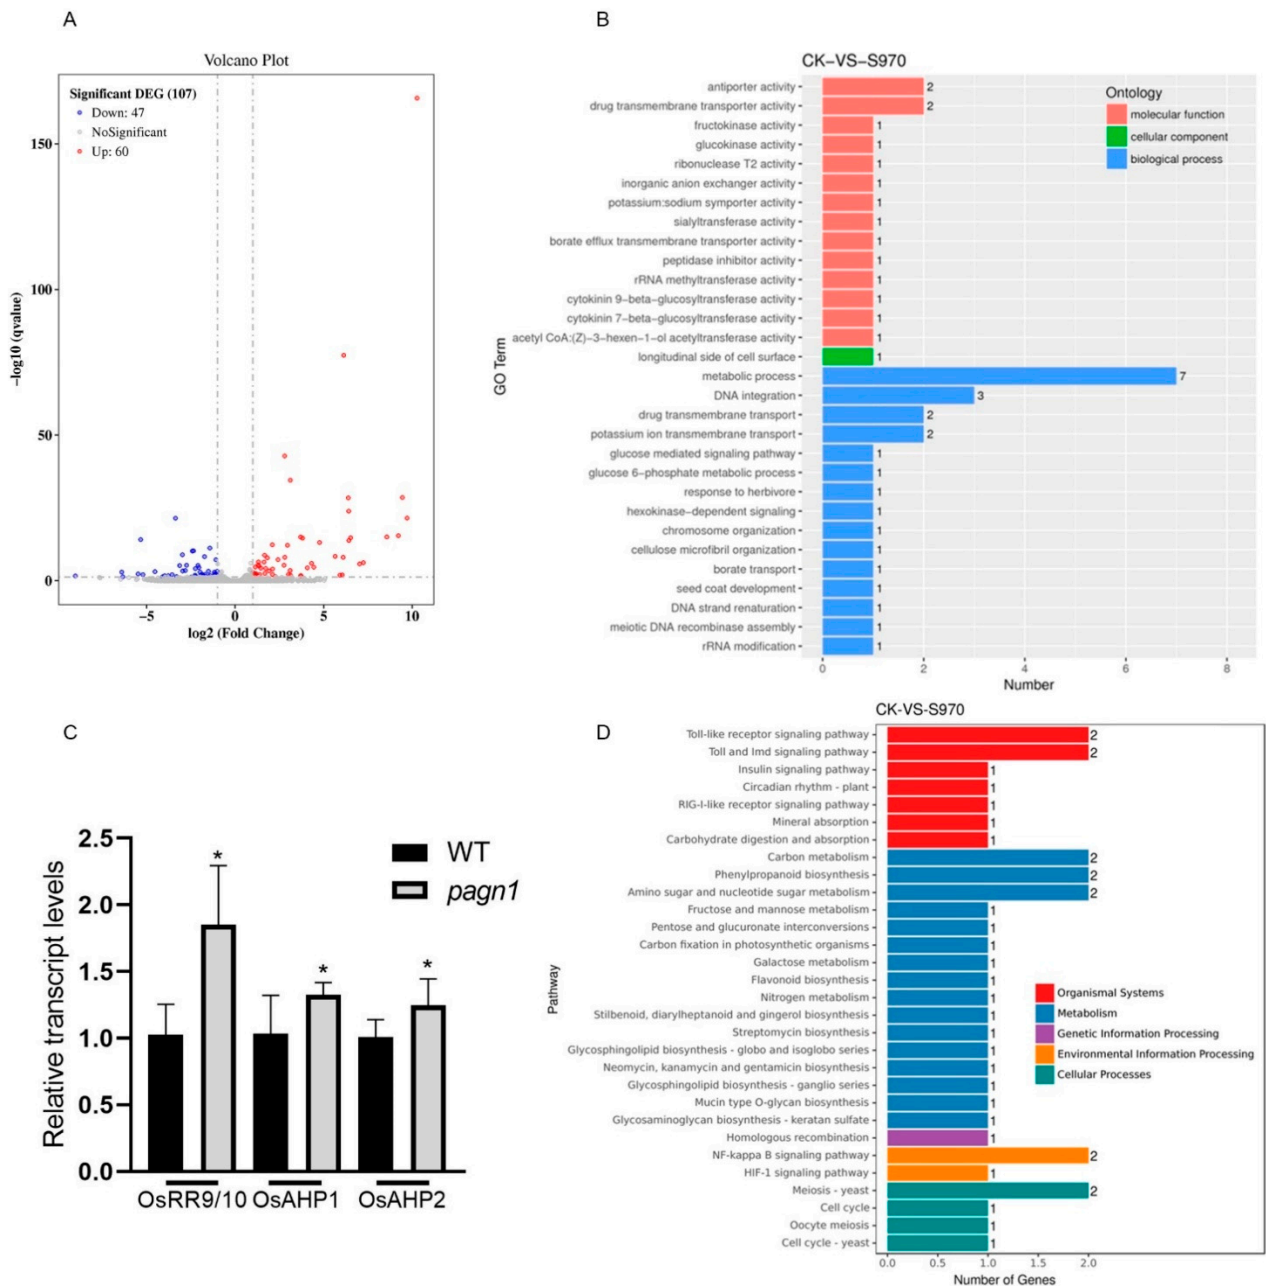 A
Volcano Plot
Significant DEG (107)
Down: 47
NoSignificant
Up: 60
150
100
50
0
−log10 (qvalue)
−5
0
5
10
log2 (Fold Change)
B
CK−VS−S970
GO Term
antiporter activity 2
drug transmembrane transporter activity 2
fructokinase activity 1
glucokinase activity 1
ribonuclease T2 activity 1
inorganic anion exchanger activity 1
potassium:sodium symporter activity 1
sialyltransferase activity 1
borate efflux transmembrane transporter activity 1
peptidase inhibitor activity 1
rRNA methyltransferase activity 1
cytokinin 9−beta−glucosyltransferase activity 1
cytokinin 7−beta−glucosyltransferase activity 1
acetyl CoA:(Z)−3−hexen−1−ol acetyltransferase activity 1
longitudinal side of cell surface 1
metabolic process 7
DNA integration 3
drug transmembrane transport 2
potassium ion transmembrane transport 2
glucose mediated signaling pathway 1
glucose 6−phosphate metabolic process 1
response to herbivore 1
hexokinase−dependent signaling 1
chromosome organization 1
cellulose microfibril organization 1
borate transport 1
seed coat development 1
DNA strand renaturation 1
meiotic DNA recombinase assembly 1
rRNA modification 1
Ontology
molecular function
cellular component
biological process
0 2 4 6 8
Number
C
2.5
2.0
1.5
1.0
0.5
0.0
Relative transcript levels
*
*
*
WT
pagn1
OsRR9/10 OsAHP1 OsAHP2
D
CK-VS-S970
Pathway
Toll-like receptor signaling pathway 2
Toll and Imd signaling pathway 2
Insulin signaling pathway 1
Circadian rhythm - plant 1
RIG-I-like receptor signaling pathway 1
Mineral absorption 1
Carbohydrate digestion and absorption 1
Carbon metabolism 2
Phenylpropanoid biosynthesis 2
Amino sugar and nucleotide sugar metabolism 2
Fructose and mannose metabolism 1
Pentose and glucuronate interconversions 1
Carbon fixation in photosynthetic organisms 1
Galactose metabolism 1
Flavonoid biosynthesis 1
Nitrogen metabolism 1
Stilbenoid, diarylheptanoid and gingerol biosynthesis 1
Streptomycin biosynthesis 1
Glycosphingolipid biosynthesis - globo and isoglobo series 1
Neomycin, kanamycin and gentamicin biosynthesis 1
Glycosphingolipid biosynthesis - ganglio series 1
Mucin type O-glycan biosynthesis 1
Glycosaminoglycan biosynthesis - keratan sulfate 1
Homologous recombination 1
NF-kappa B signaling pathway 2
HIF-1 signaling pathway 1
Meiosis - yeast 2
Cell cycle 1
Oocyte meiosis 1
Cell cycle - yeast 1
Organismal Systems
Metabolism
Genetic Information Processing
Environmental Information Processing
Cellular Processes
0.0 0.5 1.0 1.5 2.0
Number of Genes